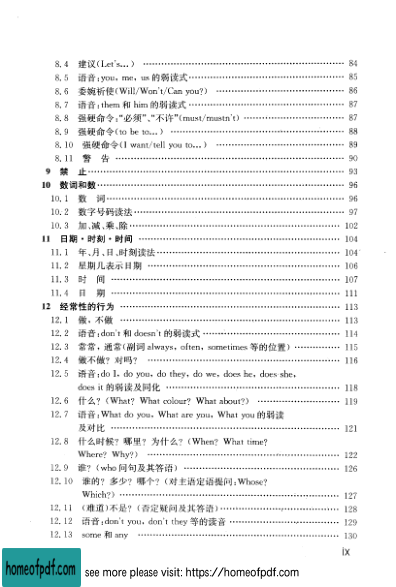 8.4 建议(Let's...) 84
8.5 语音:you, me, us 的弱读式 85
8.6 委婉祈使(Will/Won't/Can you?) 86
8.7 语音:them 和 him 的弱读式 87
8.8 强硬命令:“必须”、“不许”(must/mustn't) 87
8.9 强硬命令(to be to...) 88
8.10 强硬命令(I want/tell you to...) 89
8.11 警 告 90
9 禁 止 93
10 数词和数 96
10.1 数 词 96
10.2 数字号码读法 97
10.3 加、减、乘、除 102
11 日期·时刻·时间 104
11.1 年、月、日、时刻读法 104
11.2 星期几表示日期 106
11.3 时 间 107
11.4 日 期 111
12 经常性的行为 113
12.1 做,不做 113
12.2 语音:don't 和 doesn't 的弱读式 114
12.3 常常,通常(副词 always, often, sometimes 等的位置) 115
12.4 做不做? 对吗? 116
12.5 语音:do I, do you, do they, do we, does he, does she,
does it 的弱读及同化 118
12.6 什么? (What? What colour? What about?) 119
12.7 语音:What do you, What are you, What you 的弱读
及对比 121
12.8 什么时候? 哪里? 为什么? (When? What time?
Where? Why?) 122
12.9 谁? (who 问句及其答语) 126
12.10 谁的? 多少? 哪个? (对主语定语提问:Whose?
Which?) 127
12.11 (难道)不是? (否定疑问及其答语) 128
12.12 语音:don't you, don't they 等的读音 129
12.13 some 和 any 130
ix
homeofpdf.com
see more please visit: https://homeofpdf.com